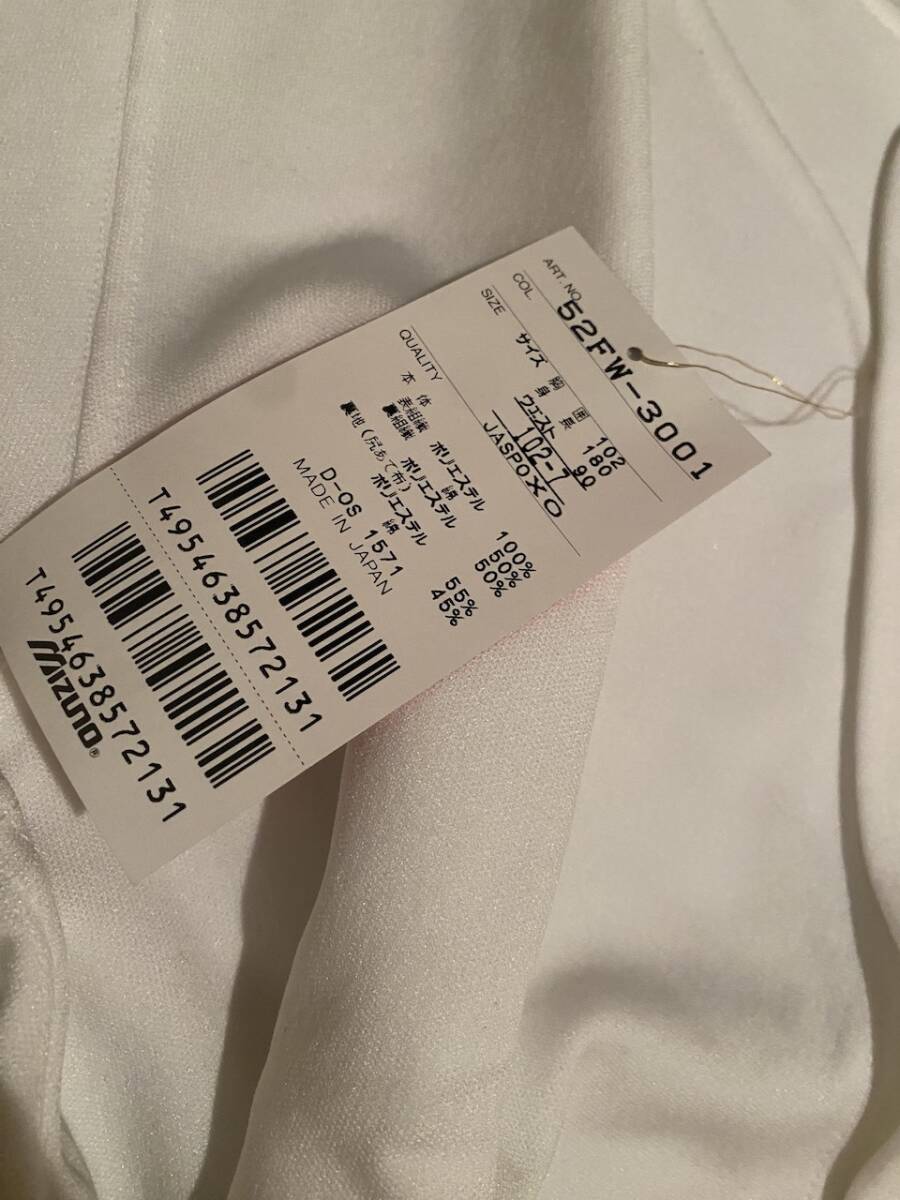 ART. NO. 52FW-3001
COL
SIZE サイズ 胸囲 102
身長 180
ウエスト 90
102-7
JASPO XO
QUALITY
本体
表組織 ポリエステル 100%
裏組織 綿 50%
ポリエステル 50%
裏地(尻あて布)
ポリエステル 55%
綿 45%
D-OS 1571
MADE IN JAPAN
T4954638572131
T4954638572131
MIZUNO®